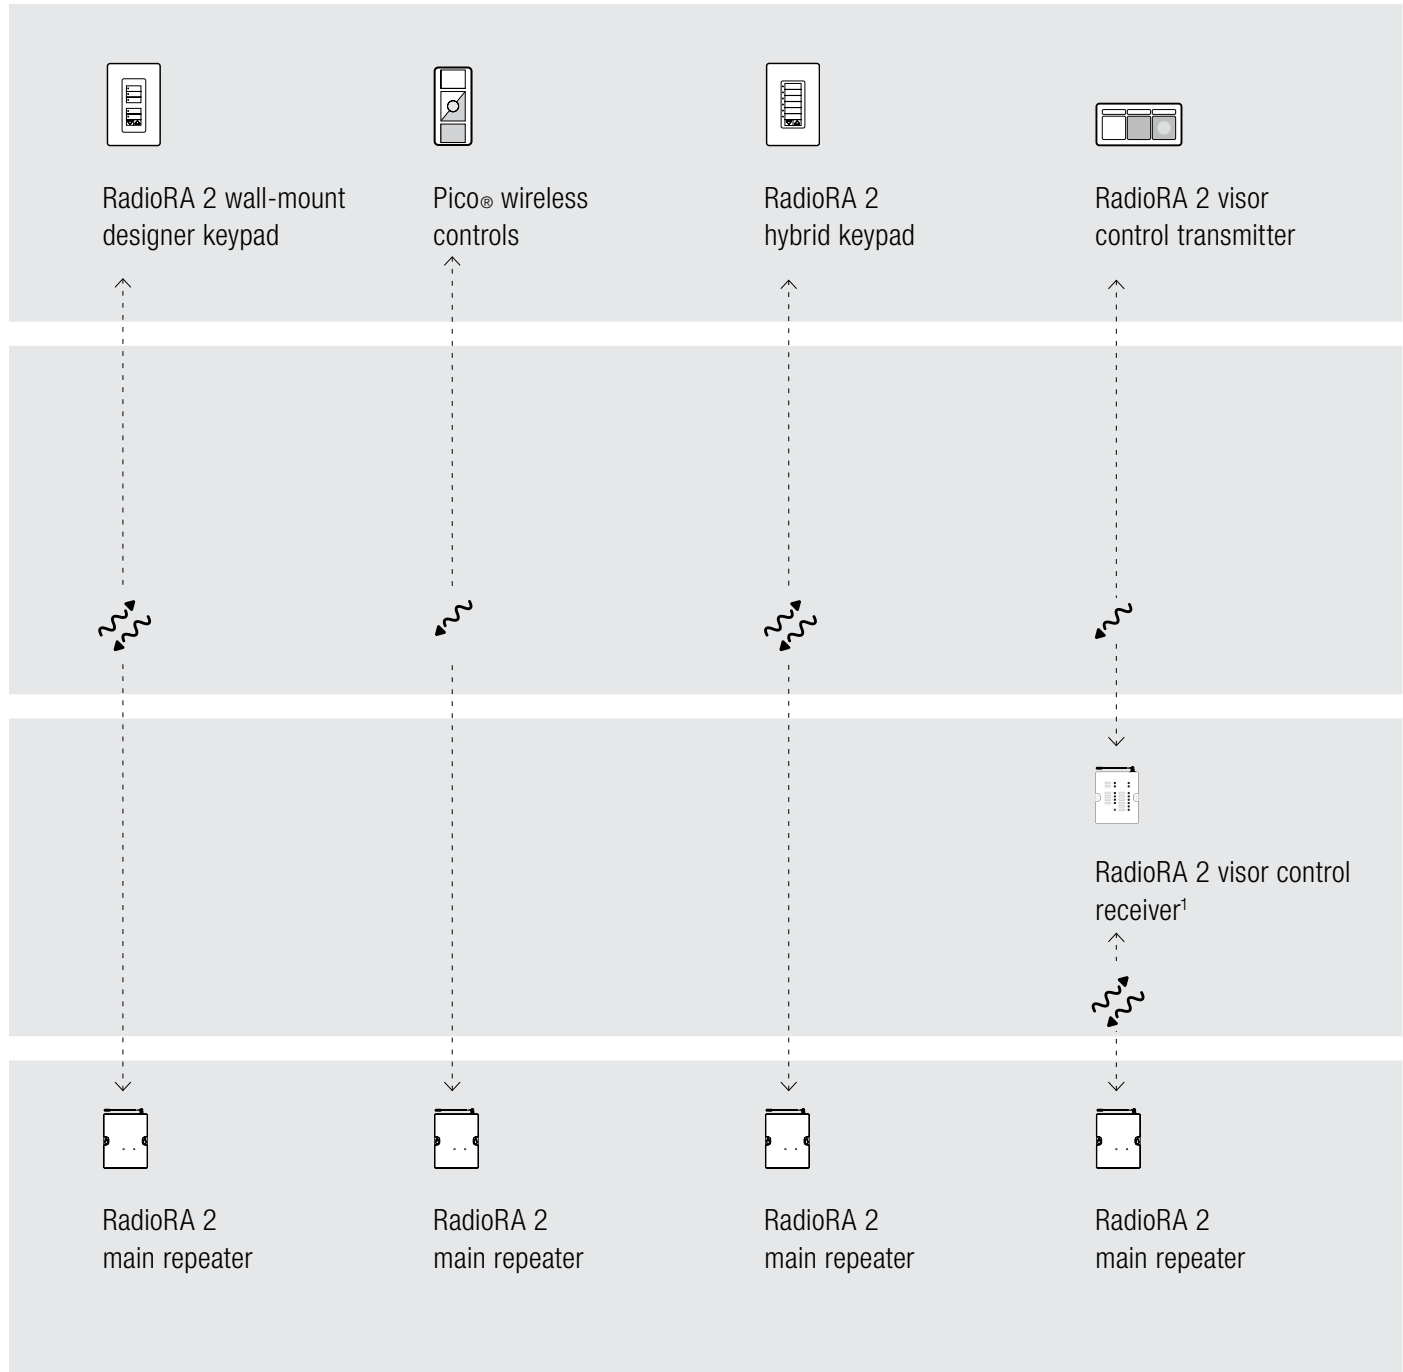 RadioRA 2 wall-mount
designer keypad
Pico® wireless
controls
RadioRA 2
hybrid keypad
RadioRA 2 visor
control transmitter
RadioRA 2 visor control
receiver¹
RadioRA 2
main repeater
RadioRA 2
main repeater
RadioRA 2
main repeater
RadioRA 2
main repeater